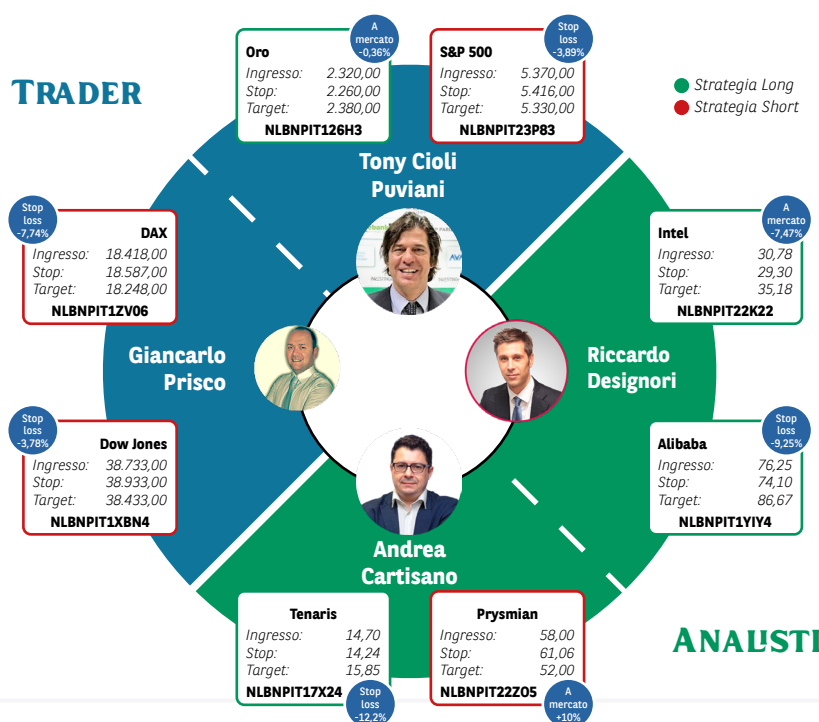 TRADER
A
mercato
-0,36%
Oro
Ingresso: 2.320,00
Stop: 2.260,00
Target: 2.380,00
NLBNPIT126H3
Stop
loss
-3,89%
S&P 500
Ingresso: 5.370,00
Stop: 5.416,00
Target: 5.330,00
NLBNPIT23P83
Strategia Long
Strategia Short
Tony Cioli
Puviani
Stop
loss
-7,74%
DAX
Ingresso: 18.418,00
Stop: 18.587,00
Target: 18.248,00
NLBNPIT1ZV06
A
mercato
-7,47%
Intel
Ingresso: 30,78
Stop: 29,30
Target: 35,18
NLBNPIT22K22
Giancarlo
Prisco
Riccardo
Designori
Stop
loss
-3,78%
Dow Jones
Ingresso: 38.733,00
Stop: 38.933,00
Target: 38.433,00
NLBNPIT1XBN4
Stop
loss
-9,25%
Alibaba
Ingresso: 76,25
Stop: 74,10
Target: 86,67
NLBNPIT1YIY4
Andrea
Cartisano
Tenaris
Ingresso: 14,70
Stop: 14,24
Target: 15,85
NLBNPIT17X24
Stop
loss
-12,2%
Prysmian
Ingresso: 58,00
Stop: 61,06
Target: 52,00
NLBNPIT22ZO5
A
mercato
+10%
ANALISTI